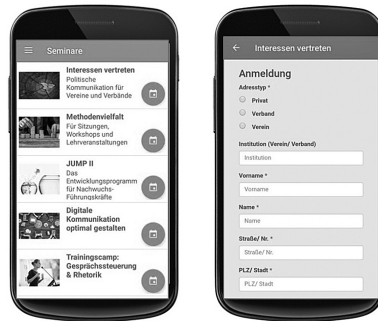 Seminare
Interessen vertreten
Politische
Kommunikation für
Vereine und Verbände
Methodenvielfalt
Für Sitzungen,
Workshops und
Lehrveranstaltungen
JUMP II
Das
Entwicklungsprogramm
für Nachwuchs-
Führungskräfte
Digitale
Kommunikation
optimal gestalten
Trainingscamp:
Gesprächssteuerung
& Rhetorik
Interessen vertreten
Anmeldung
Adresstyp *
Privat
Verband
Verein
Institution (Verein/ Verband)
Institution
Vorname *
Vorname
Name *
Name
Straße/ Nr. *
Straße/ Nr.
PLZ/ Stadt *
PLZ/ Stadt